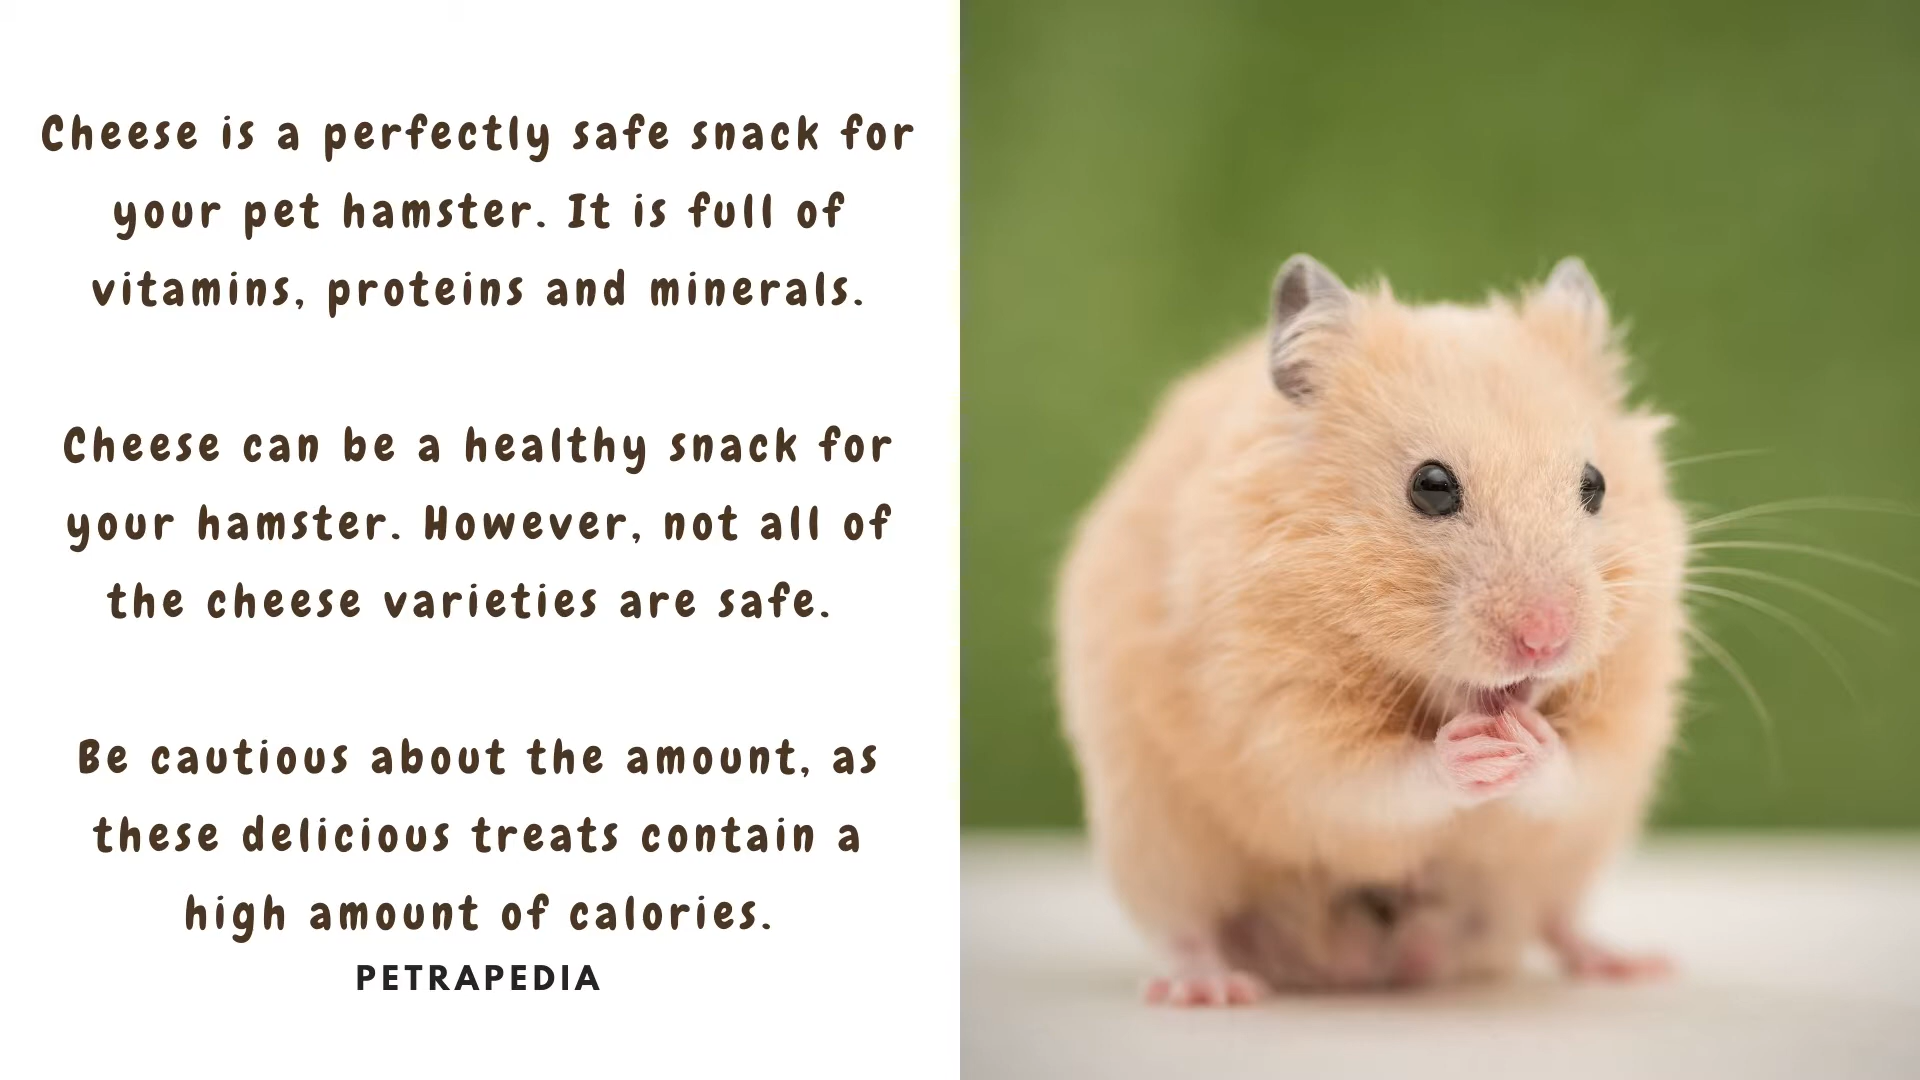 Cheese is a perfectly safe snack for
your pet hamster. It is full of
vitamins, proteins and minerals.
Cheese can be a healthy snack for
your hamster. However, not all of
the cheese varieties are safe.
Be cautious about the amount, as
these delicious treats contain a
high amount of calories.
PETRAPEDIA